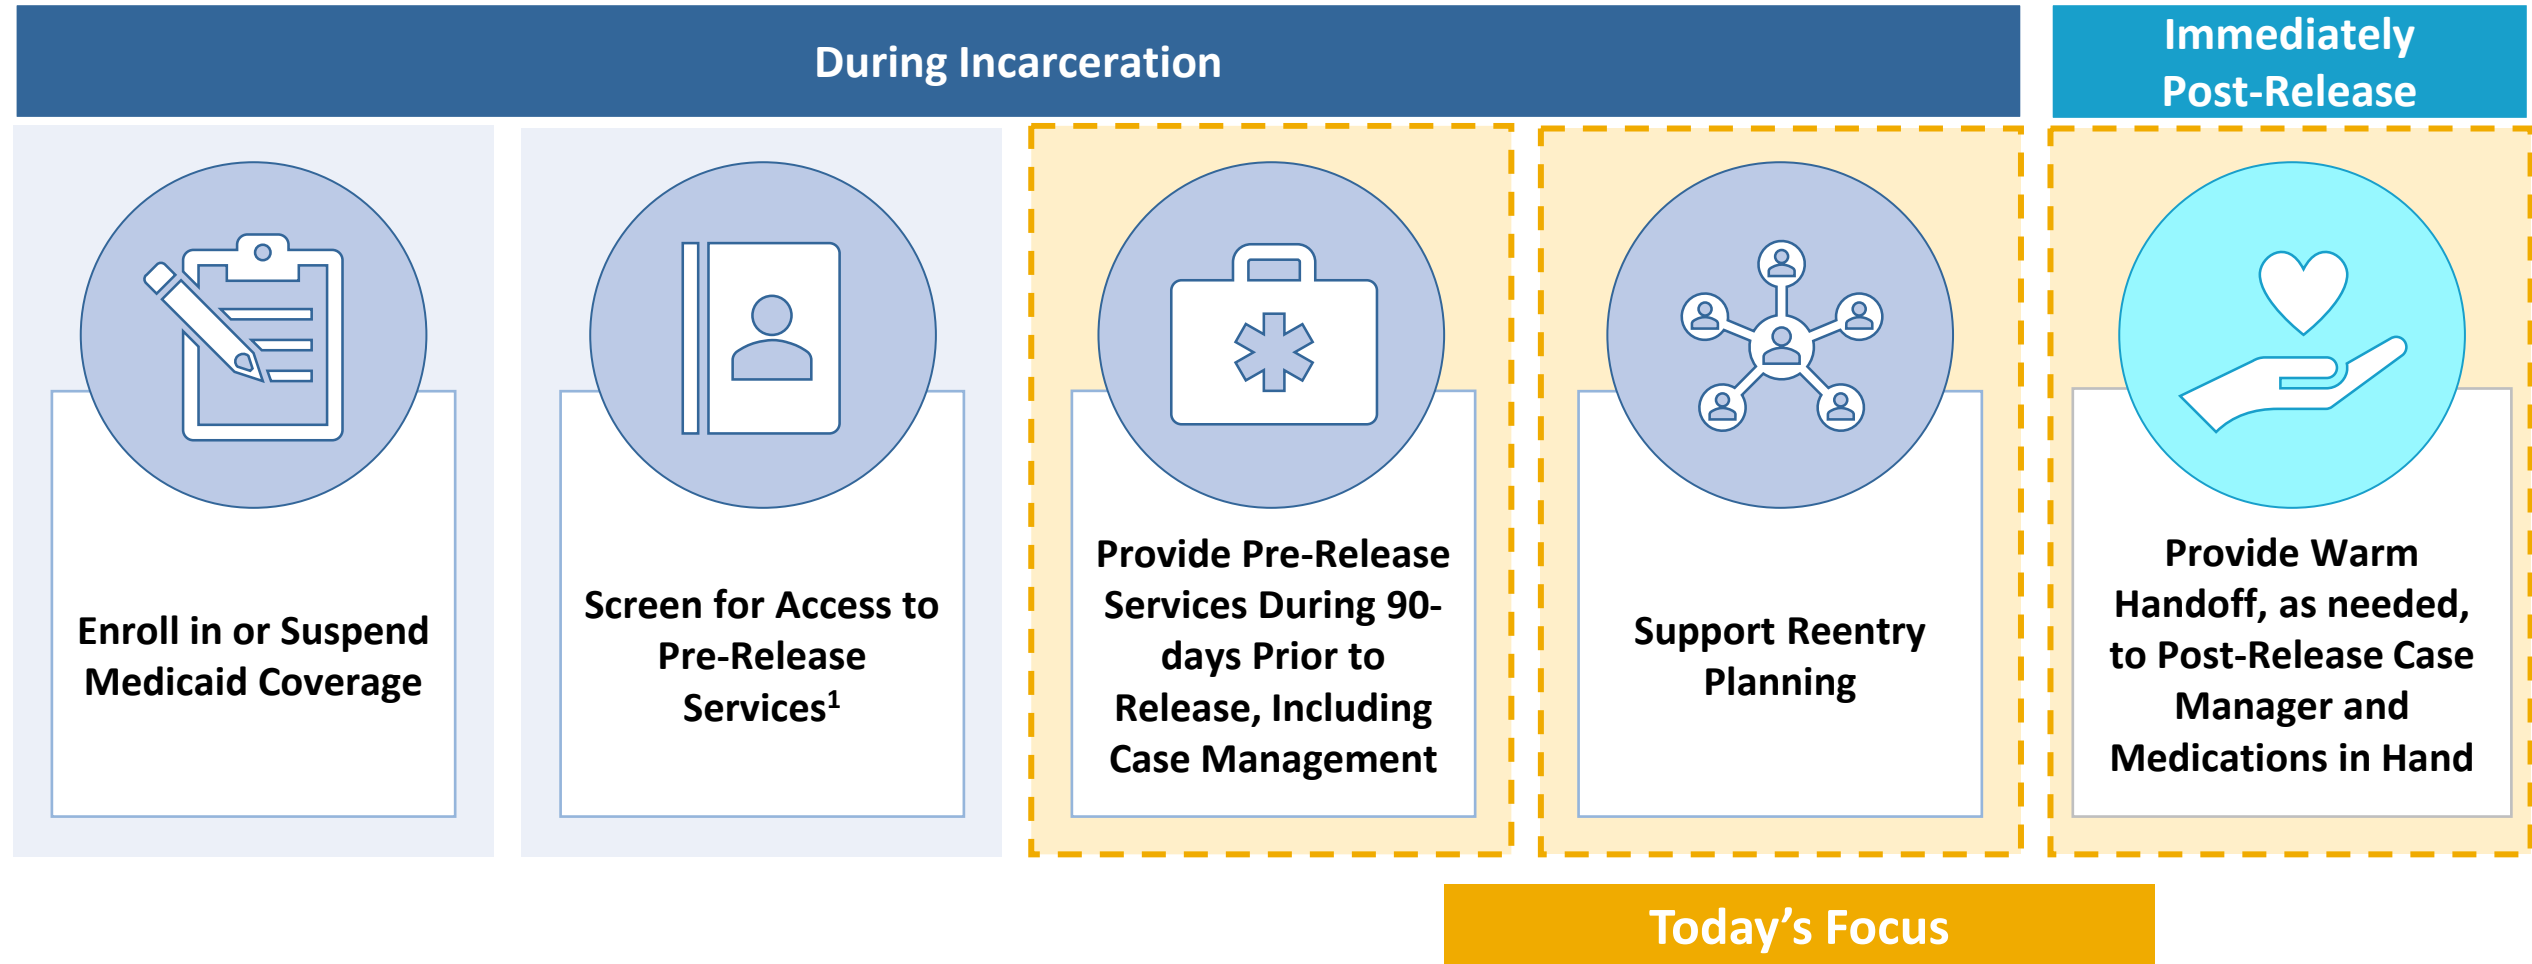 During Incarceration
Immediately
Post-Release
Enroll in or Suspend
Medicaid Coverage
Screen for Access to
Pre-Release
Services¹
Provide Pre-Release
Services During 90-
days Prior to
Release, Including
Case Management
Support Reentry
Planning
Provide Warm
Handoff, as needed,
to Post-Release Case
Manager and
Medications in Hand
Today’s Focus